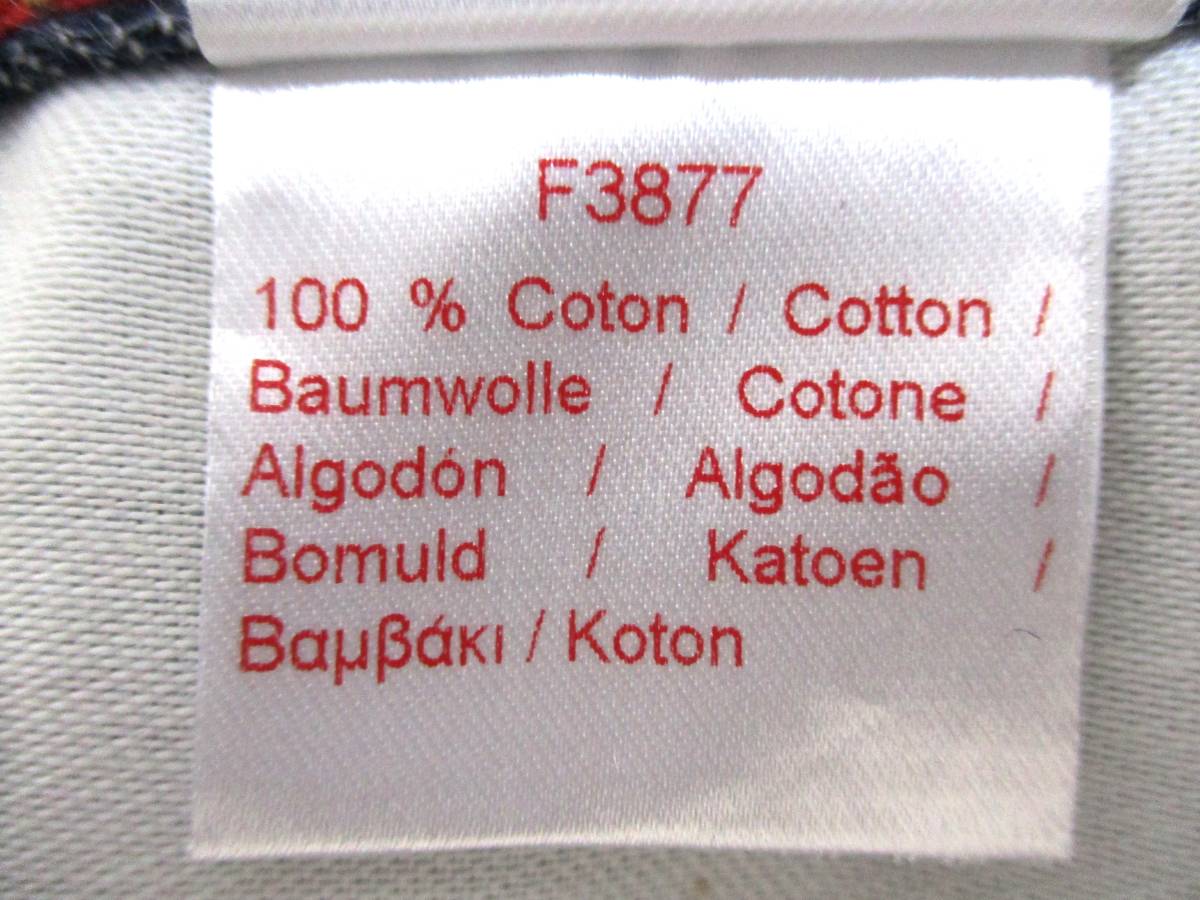 F3877
100 % Coton / Cotton /
Baumwolle / Cotone /
Algodón / Algodão /
Bomuld / Katoen /
Βαμβάκι / Koton